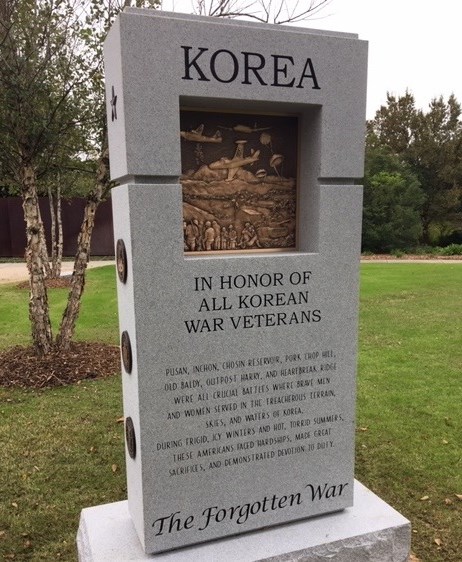 KOREA
IN HONOR OF
ALL KOREAN
WAR VETERANS
PUSAN, INCHON, CHOSIN RESERVOIR, PORK CHOP HILL,
OLD BALDY, OUTPOST HARRY, AND HEARTBREAK RIDGE
WERE ALL CRUCIAL BATTLES WHERE BRAVE MEN
AND WOMEN SERVED IN THE TREACHEROUS TERRAIN,
SKIES, AND WATERS OF KOREA.
DURING FRIGID, ICY WINTERS AND HOT, TORRID SUMMERS,
THESE AMERICANS FACED HARDSHIPS, MADE GREAT
SACRIFICES, AND DEMONSTRATED DEVOTION TO DUTY.
The Forgotten War